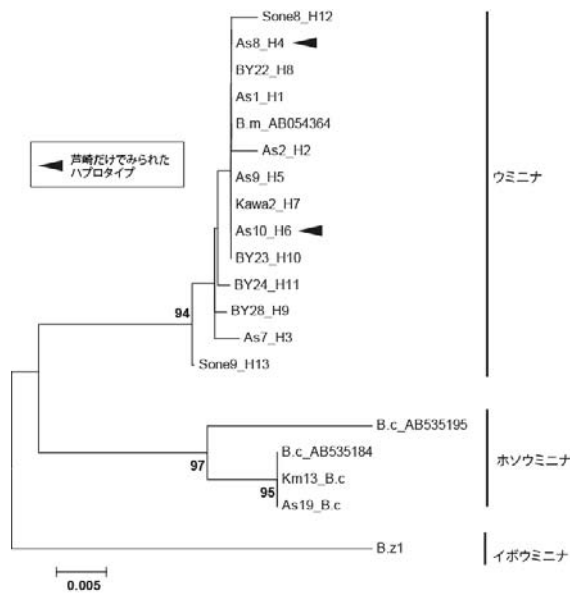 Sone8_H12
As8_H4
BY22_H8
As1_H1
B.m_AB054364
As2_H2
As9_H5
Kawa2_H7
As10_H6
BY23_H10
BY24_H11
BY28_H9
As7_H3
Sone9_H13
94
ウミニナ
芦崎だけでみられた
ハプロタイプ
B.c_AB535195
B.c_AB535184
Km13_B.c
As19_B.c
97
95
ホソウミニナ
B.z1
イボウミニナ
0.005